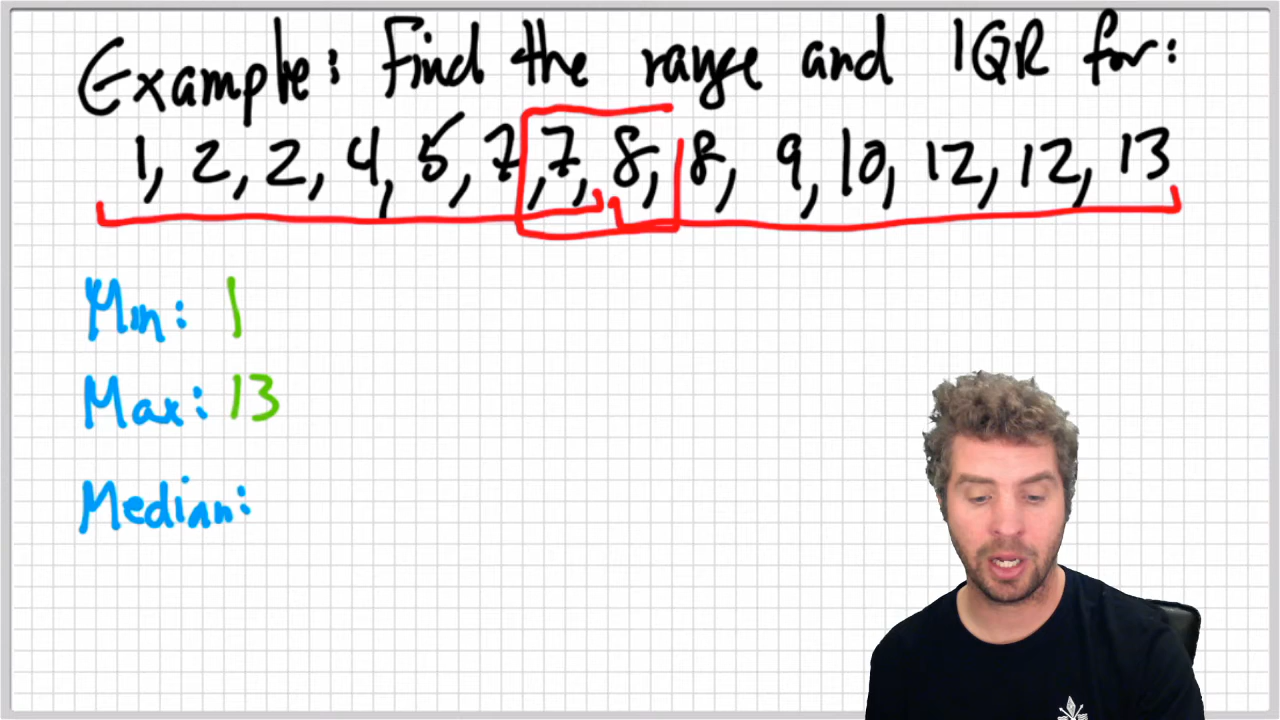 Example: Find the range and IQR for:
1, 2, 2, 4, 5, 7, 7, 8, 8, 9, 10, 12, 12, 13
Min: 1
Max: 13
Median: